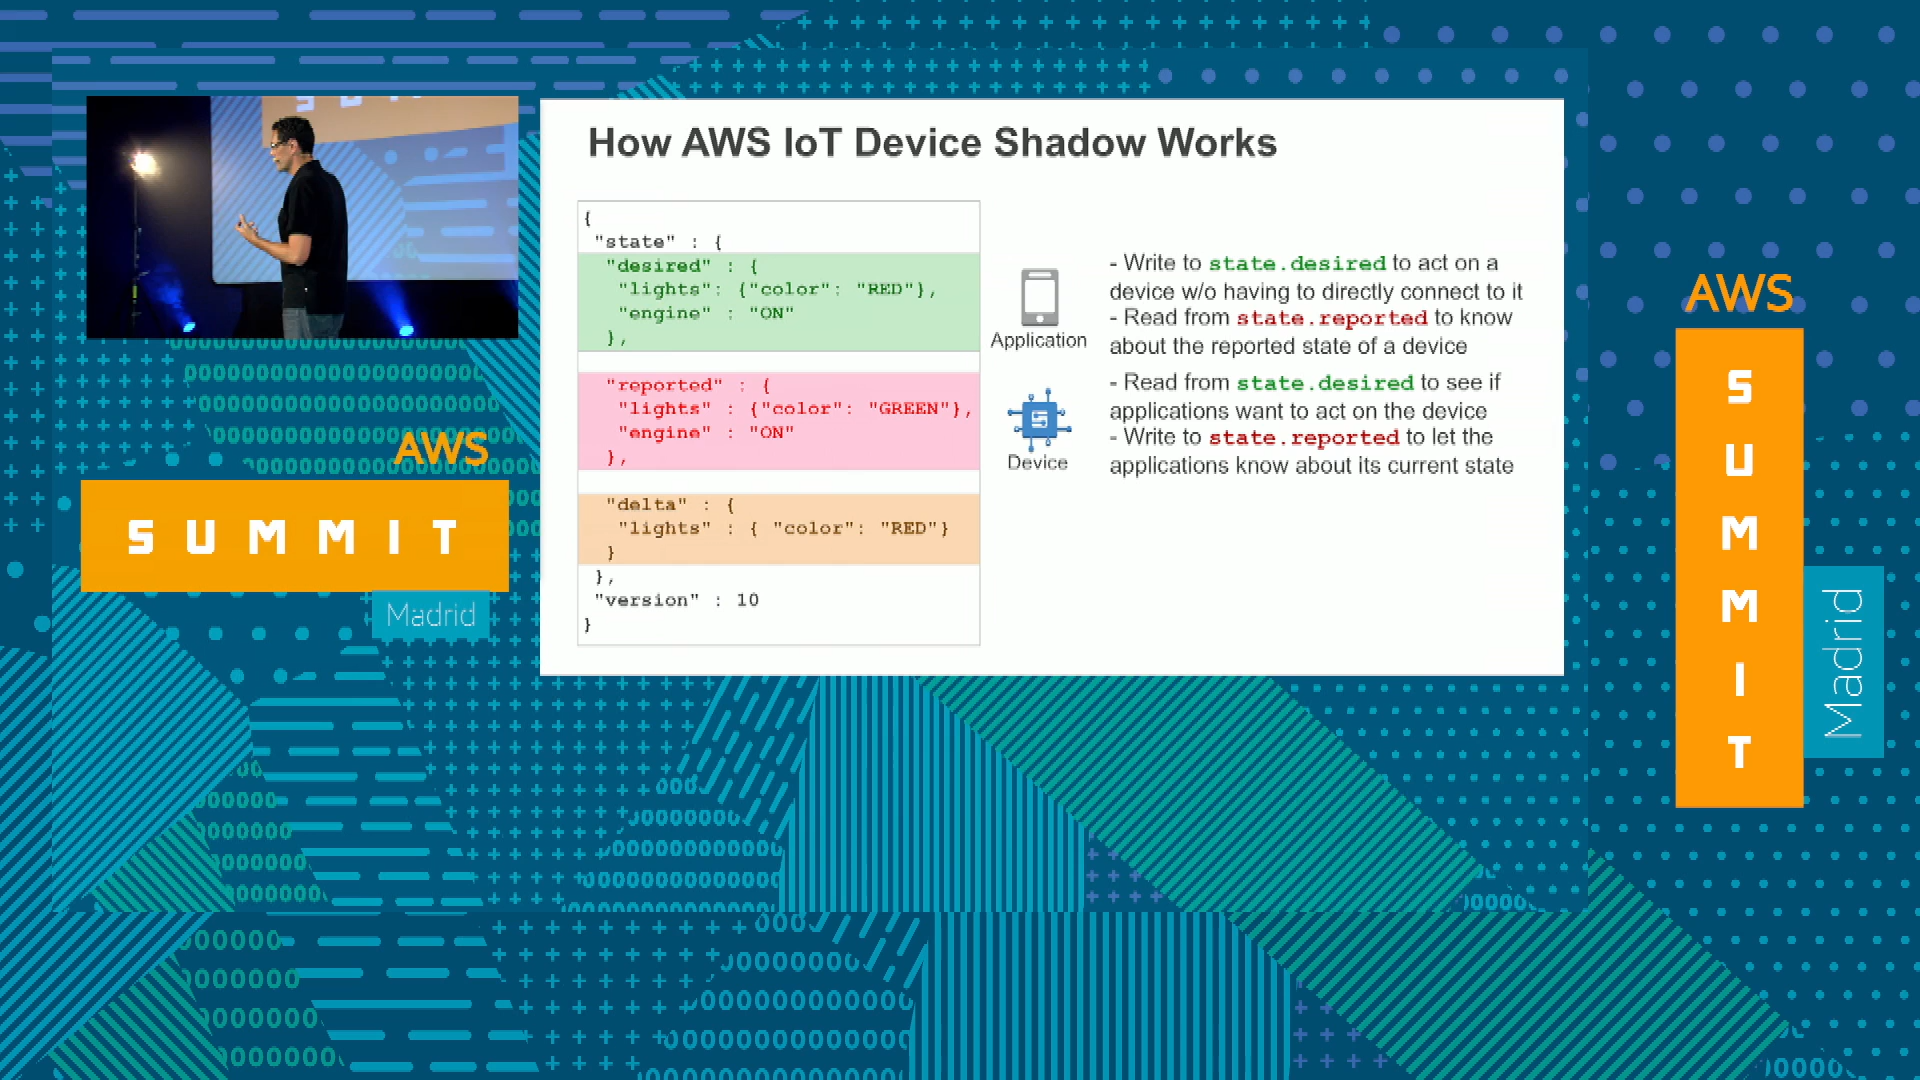 How AWS IoT Device Shadow Works
{
"state" : {
"desired" : {
"lights": {"color": "RED"},
"engine" : "ON"
},
"reported" : {
"lights" : {"color": "GREEN"},
"engine" : "ON"
},
"delta" : {
"lights" : { "color": "RED"}
}
},
"version" : 10
}
Application
- Write to state.desired to act on a
device w/o having to directly connect to it
- Read from state.reported to know
about the reported state of a device
Device
- Read from state.desired to see if
applications want to act on the device
- Write to state.reported to let the
applications know about its current state
AWS
SUMMIT
Madrid
AWS
SUMMIT
Madrid